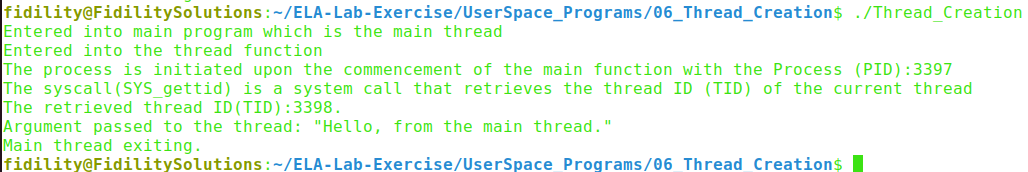 fidility@FidilitySolutions:~/ELA-Lab-Exercise/UserSpace_Programs/06_Thread_Creation$ ./Thread_Creation
Entered into main program which is the main thread
Entered into the thread function
The process is initiated upon the commencement of the main function with the Process (PID):3397
The syscall(SYS_gettid) is a system call that retrieves the thread ID (TID) of the current thread
The retrieved thread ID(TID):3398.
Argument passed to the thread: "Hello, from the main thread."
Main thread exiting.
fidility@FidilitySolutions:~/ELA-Lab-Exercise/UserSpace_Programs/06_Thread_Creation$